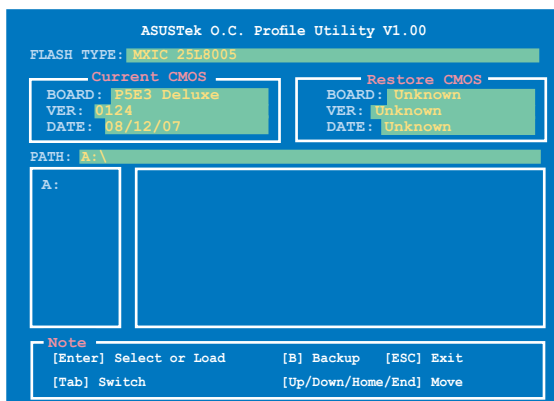 ASUSTek O.C. Profile Utility V1.00
FLASH TYPE: MXIC 25L8005
Current CMOS
BOARD: P5E3 Deluxe
VER: 0124
DATE: 08/12/07
Restore CMOS
BOARD: Unknown
VER: Unknown
DATE: Unknown
PATH: A:\
A:
Note
[Enter] Select or Load [B] Backup [ESC] Exit
[Tab] Switch [Up/Down/Home/End] Move